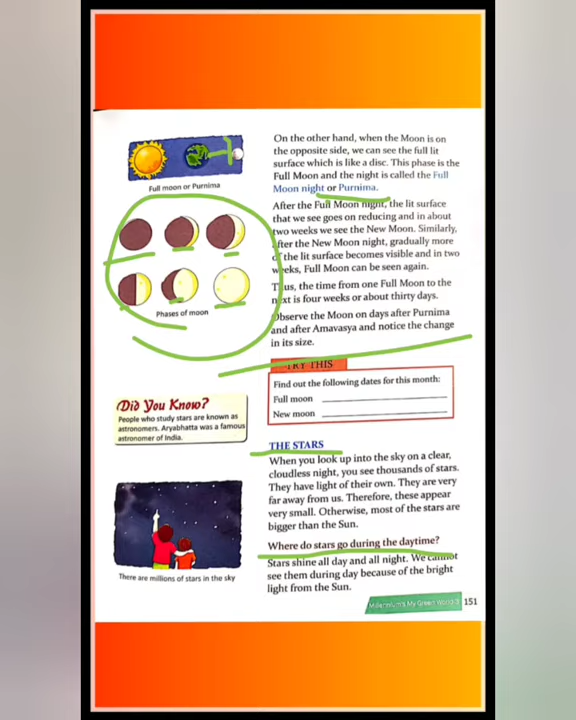 Full moon or Purnima
Phases of moon
Did You Know?
People who study stars are known as
astronomers. Aryabhatta was a famous
astronomer of India.
There are millions of stars in the sky
On the other hand, when the Moon is on
the opposite side, we can see the full lit
surface which is like a disc. This phase is the
Full Moon and the night is called the Full
Moon night or Purnima.
After the Full Moon night, the lit surface
that we see goes on reducing and in about
two weeks we see the New Moon. Similarly,
after the New Moon night, gradually more
of the lit surface becomes visible and in two
weeks, Full Moon can be seen again.
Thus, the time from one Full Moon to the
next is four weeks or about thirty days.
Observe the Moon on days after Purnima
and after Amavasya and notice the change
in its size.
TRY THIS
Find out the following dates for this month:
Full moon
New moon
THE STARS
When you look up into the sky on a clear,
cloudless night, you see thousands of stars.
They have light of their own. They are very
far away from us. Therefore, these appear
very small. Otherwise, most of the stars are
bigger than the Sun.
Where do stars go during the daytime?
Stars shine all day and all night. We cannot
see them during day because of the bright
light from the Sun.
Millennium's My Green World-3 151